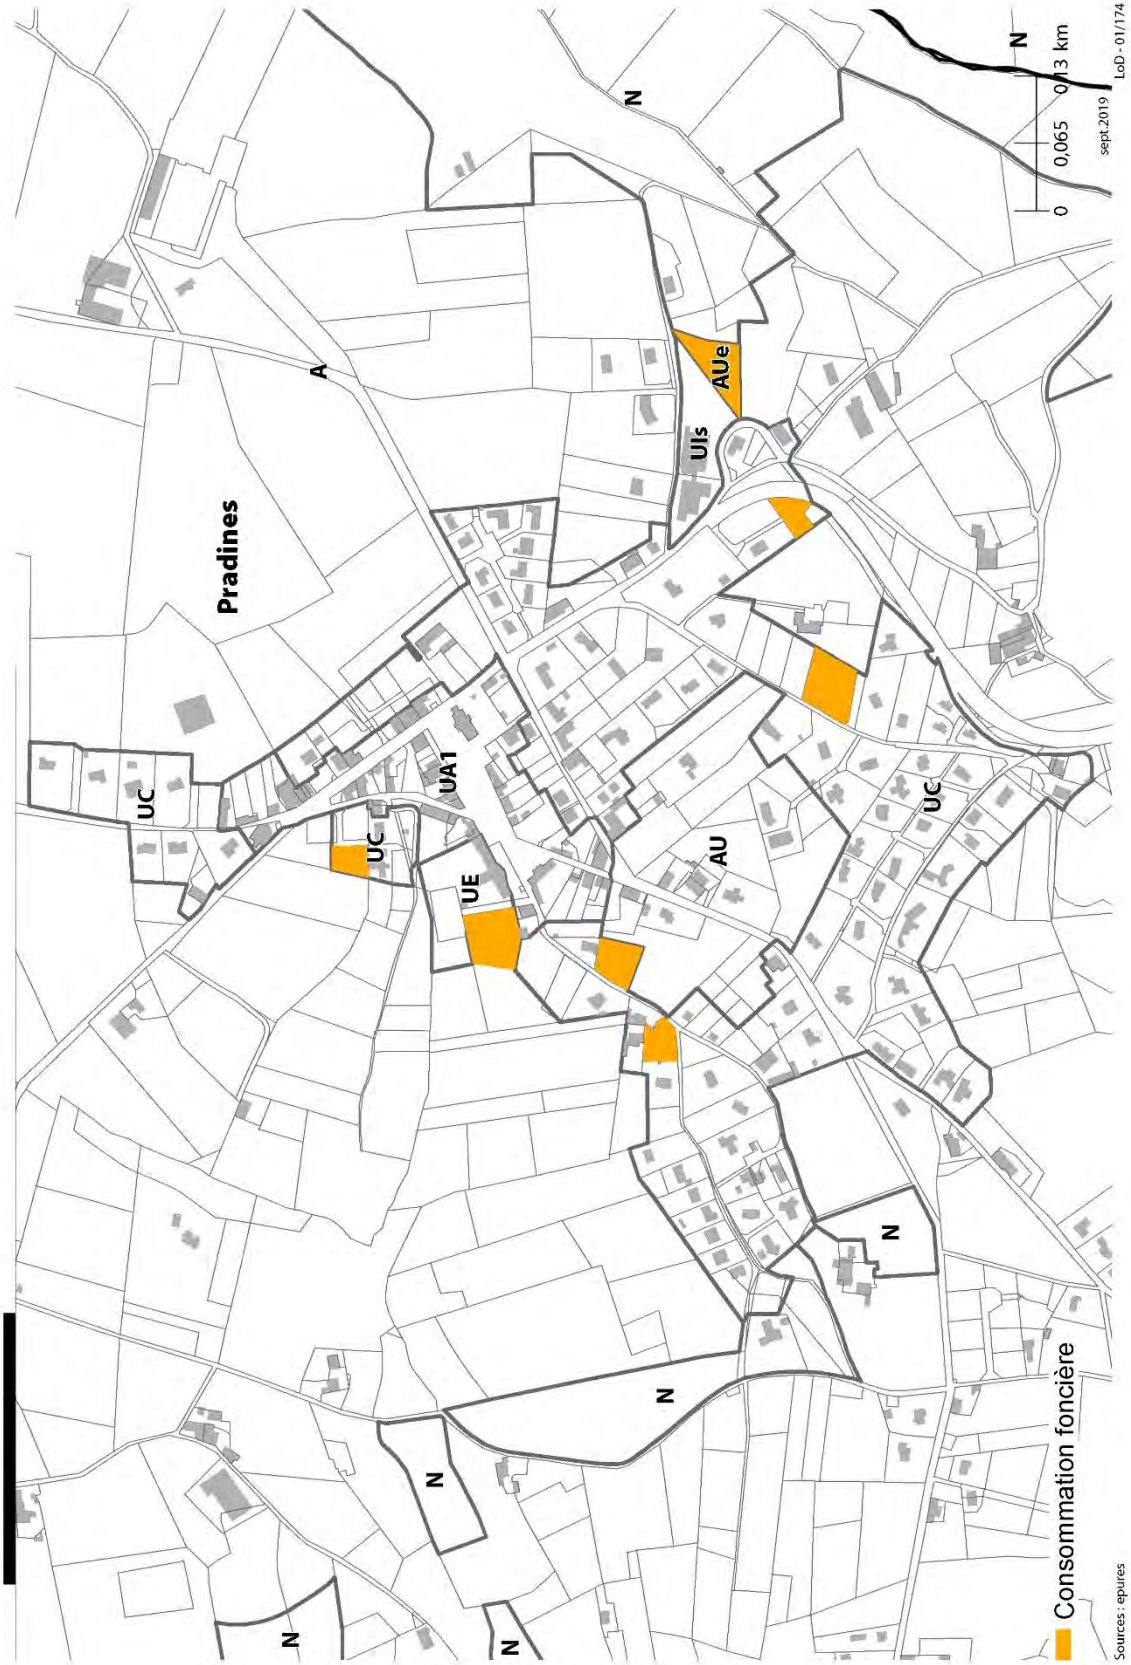 Pradines
A
N
N
UC
UC
UA1
UE
UIs
AUe
AU
UC
N
N
N
N
N
0 0,065 0,13 km
sept.2019 LoD - 01/174
Consommation foncière
Sources : epures